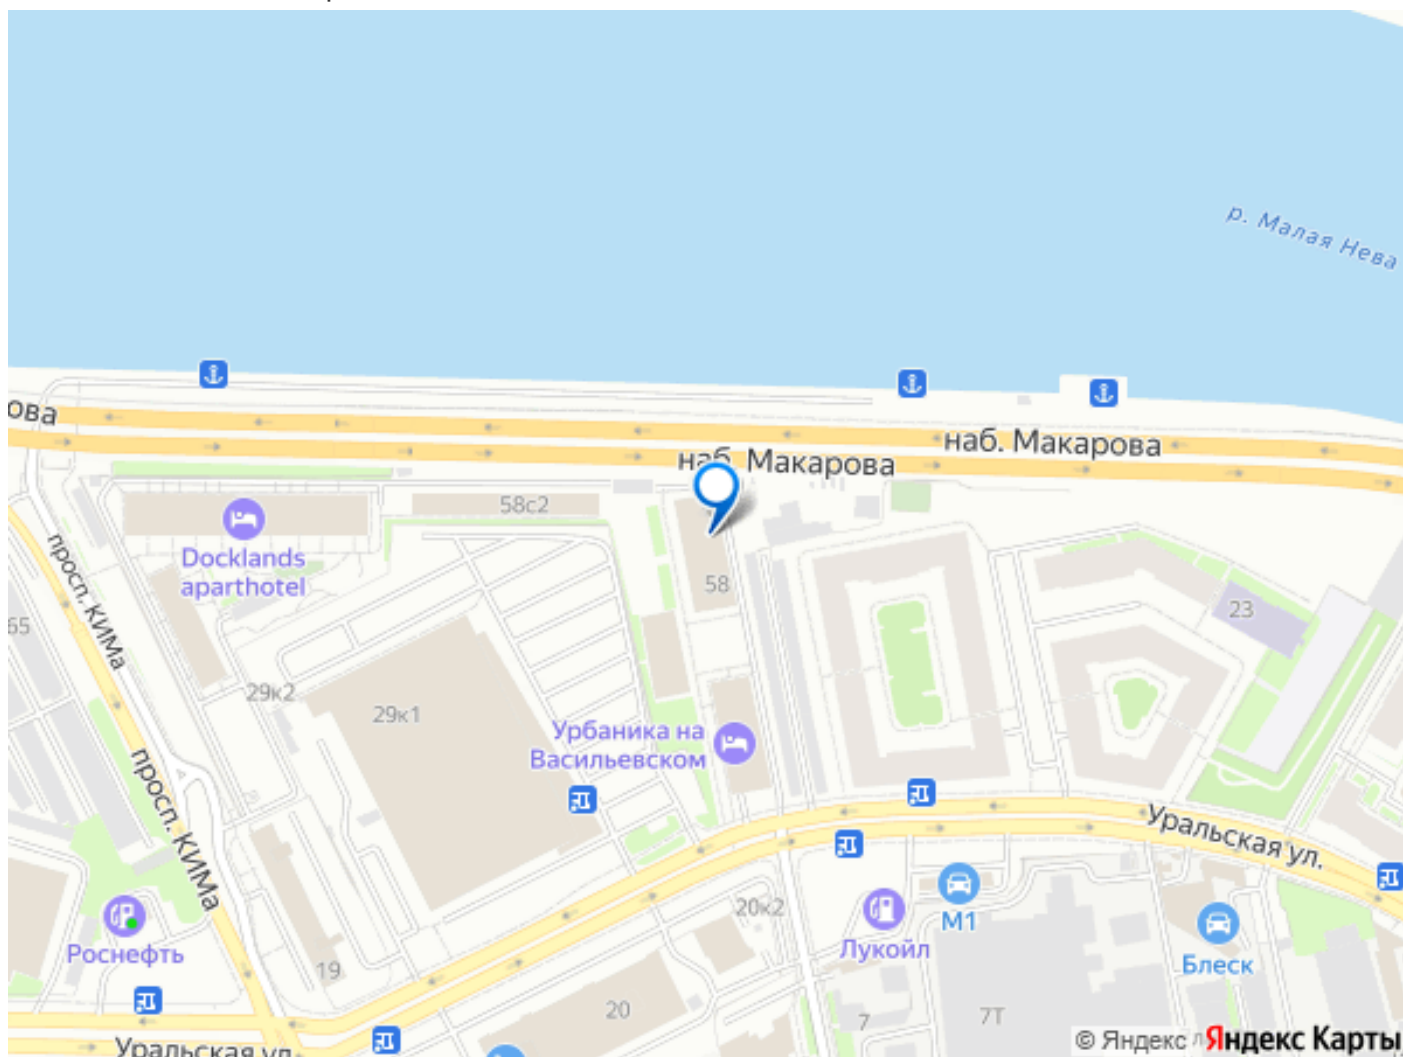 р. Малая Нева
ова
наб. Макарова
наб. Макарова
58с2
Docklands
aparthotel
просп. КИМа
58
65
23
29к2
29к1
Урбаника на
Васильевском
просп. КИМа
Уральская ул.
20к2
М1
Лукойл
Роснефть
Блеск
19
20
7
7Т
Уральская ул.
© Яндекс Яндекс Карты